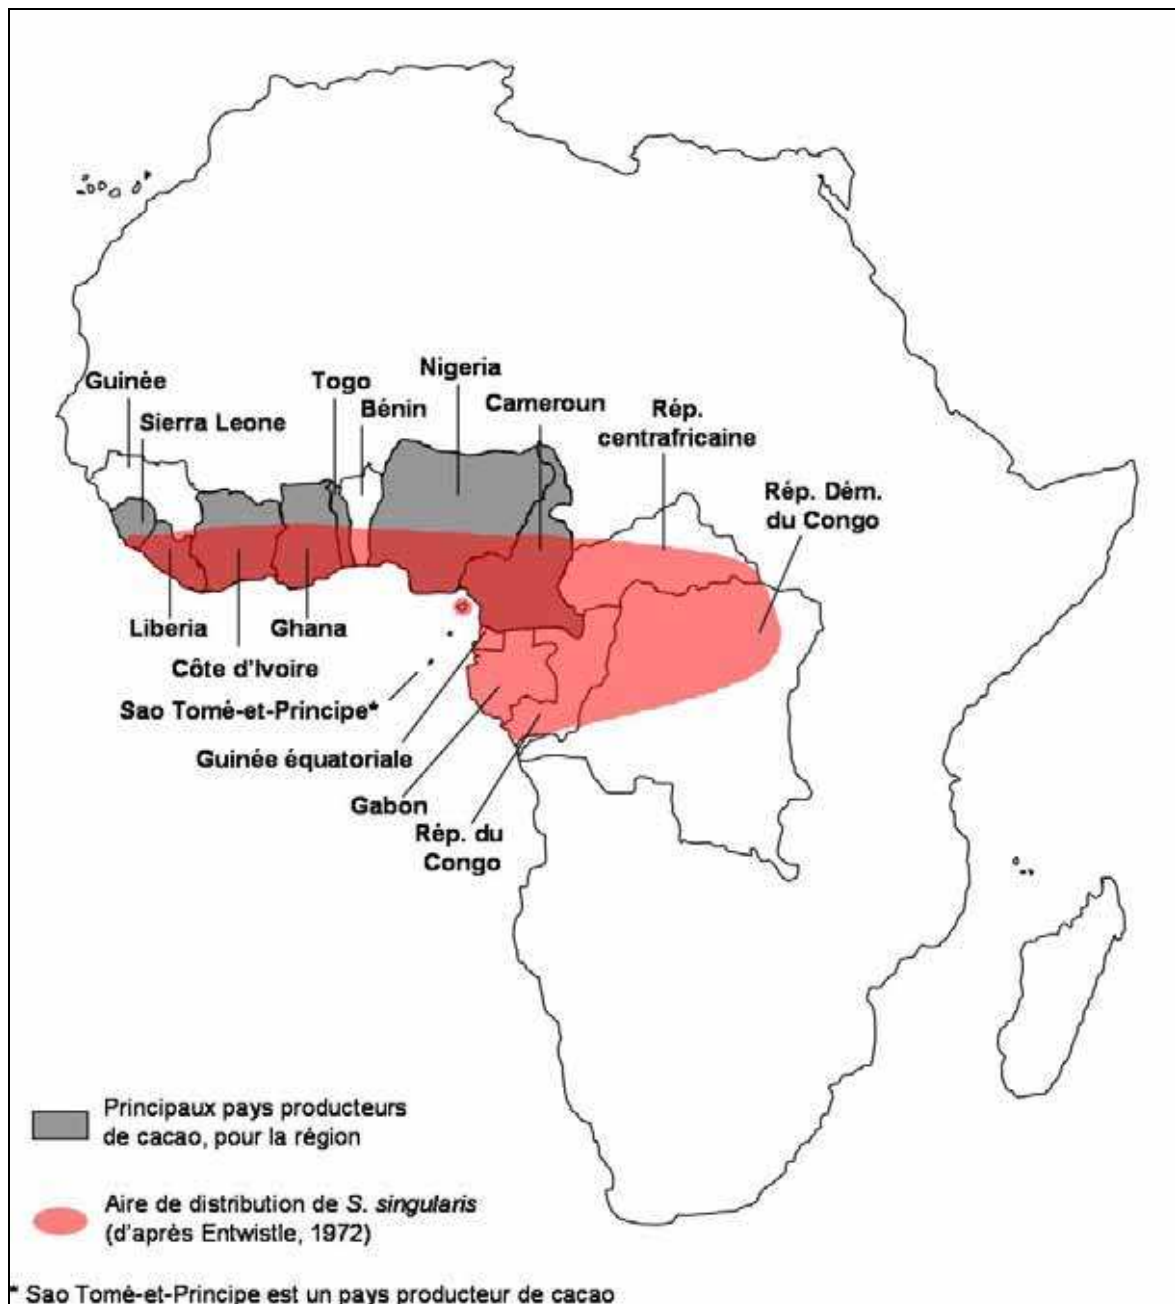 Guinée
Sierra Leone
Togo
Bénin
Nigeria
Cameroun
Rép.
centrafricaine
Rép. Dém.
du Congo
Liberia
Ghana
Côte d'Ivoire
Sao Tomé-et-Principe*
Guinée équatoriale
Gabon
Rép. du
Congo
Principaux pays producteurs
de cacao, pour la région
Aire de distribution de S. singularis
(d'après Entwistle, 1972)
* Sao Tomé-et-Principe est un pays producteur de cacao